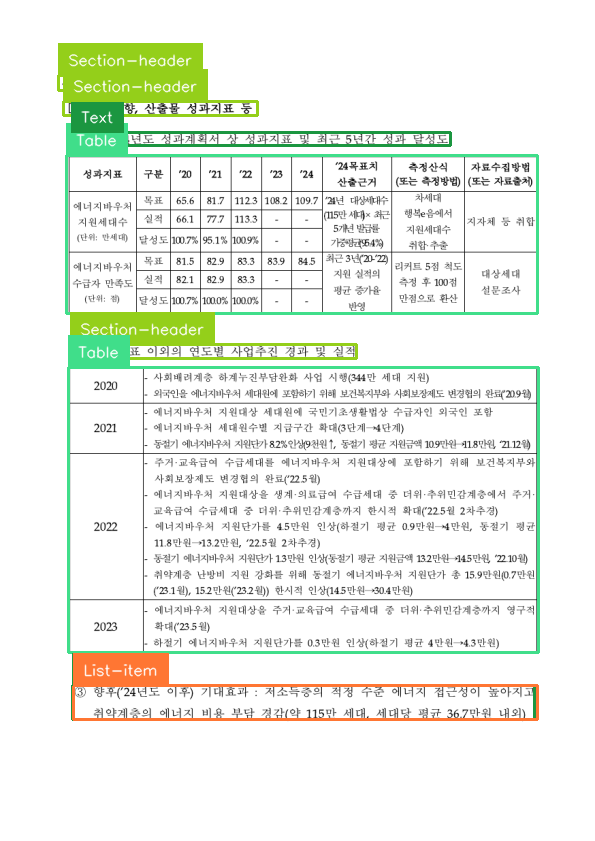 Section-header
Section-header
향, 산출물 성과지표 등
Text
Table
년도 성과계획서 상 성과지표 및 최근 5년간 성과 달성도
성과지표 구분 '20 '21 '22 '23 '24 '24목표치 산출근거 측정산식 (또는 측정방법) 자료수집방법 (또는 자료출처)
에너지바우처 지원세대수 (단위: 만세대) 목표 65.6 81.7 112.3 108.2 109.7 '24년 대상세대수 (115만 세대)× 최근 5개년 발급률 가중평균(95.4%) 차세대 행복e음에서 지원세대수 취합·추출 지자체 등 취합
실적 66.1 77.7 113.3 - -
달성도 100.7% 95.1% 100.9% - -
에너지바우처 수급자 만족도 (단위: 점) 목표 81.5 82.9 83.3 83.9 84.5 최근 3년('20~'22) 지원 실적의 평균 증가율 반영 리커트 5점 척도 측정 후 100점 만점으로 환산 대상세대 설문조사
실적 82.1 82.9 83.3 - -
달성도 100.7% 100.0% 100.0% - -
Section-header
Table
표 이외의 연도별 사업추진 경과 및 실적
2020
- 사회배려계층 하계누진부담완화 사업 시행(344만 세대 지원)
- 외국인을 에너지바우처 세대원에 포함하기 위해 보건복지부와 사회보장제도 변경협의 완료('20.9월)
2021
- 에너지바우처 지원대상 세대원에 국민기초생활법상 수급자인 외국인 포함
- 에너지바우처 세대원수별 지급구간 확대(3단계→4단계)
- 동절기 에너지바우처 지원단가 8.2%인상(9천원↑, 동절기 평균 지원금액 10.9만원→11.8만원, '21.12월)
2022
- 주거·교육급여 수급세대를 에너지바우처 지원대상에 포함하기 위해 보건복지부와
사회보장제도 변경협의 완료('22.5월)
- 에너지바우처 지원대상을 생계·의료급여 수급세대 중 더위·추위민감계층에서 주거·
교육급여 수급세대 중 더위·추위민감계층까지 한시적 확대('22.5월 2차추경)
- 에너지바우처 지원단가를 4.5만원 인상(하절기 평균 0.9만원→4만원, 동절기 평균
11.8만원→13.2만원, '22.5월 2차추경)
- 동절기 에너지바우처 지원단가 1.3만원 인상(동절기 평균 지원금액 13.2만원→14.5만원, '22.10월)
- 취약계층 난방비 지원 강화를 위해 동절기 에너지바우처 지원단가 총 15.9만원(0.7만원
('23.1월), 15.2만원('23.2월)) 한시적 인상(14.5만원→30.4만원)
2023
- 에너지바우처 지원대상을 주거·교육급여 수급세대 중 더위·추위민감계층까지 영구적
확대('23.5월)
- 하절기 에너지바우처 지원단가를 0.3만원 인상(하절기 평균 4만원→4.3만원)
List-item
③ 향후('24년도 이후) 기대효과 : 저소득층의 적정 수준 에너지 접근성이 높아지고
취약계층의 에너지 비용 부담 경감(약 115만 세대, 세대당 평균 36.7만원 내외)